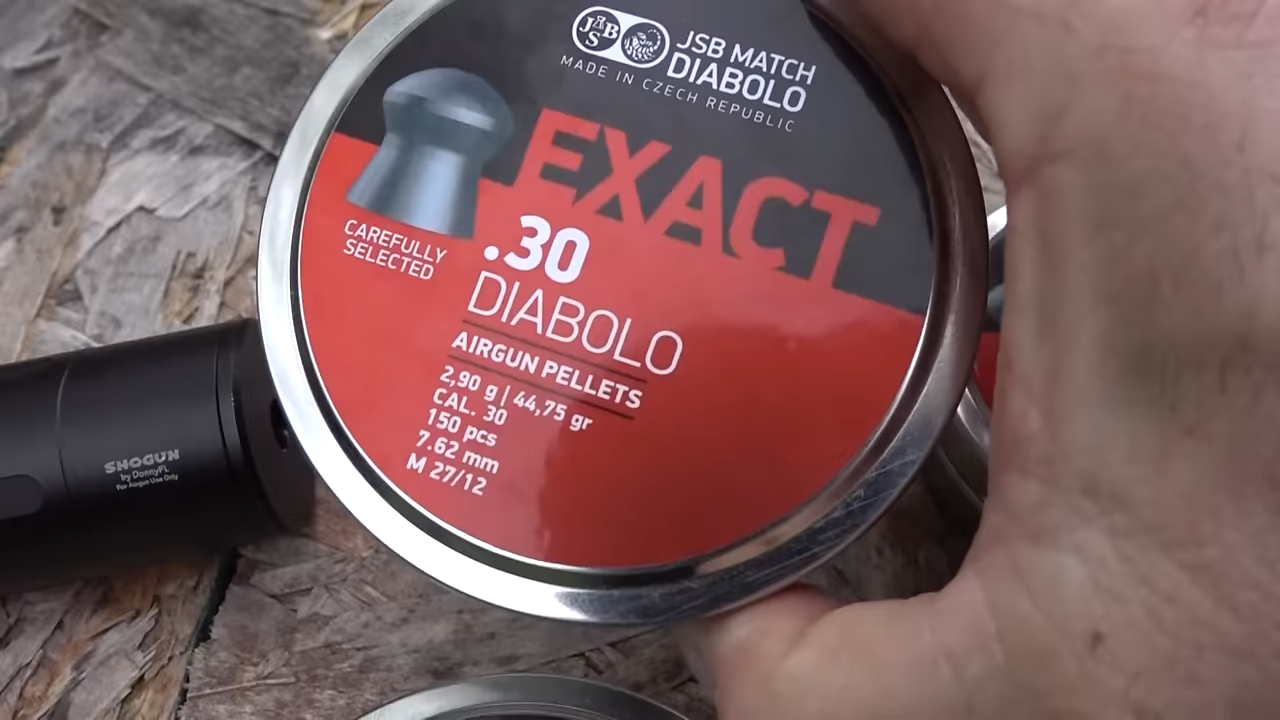 JSB
JSB MATCH
DIABOLO
MADE IN CZECH REPUBLIC
EXACT
CAREFULLY
SELECTED
.30
DIABOLO
AIRGUN PELLETS
2,90 g | 44,75 gr
CAL. 30
150 pcs
7.62 mm
M 27/12
SHOGUN
by DonnyFL
For Airgun Use Only